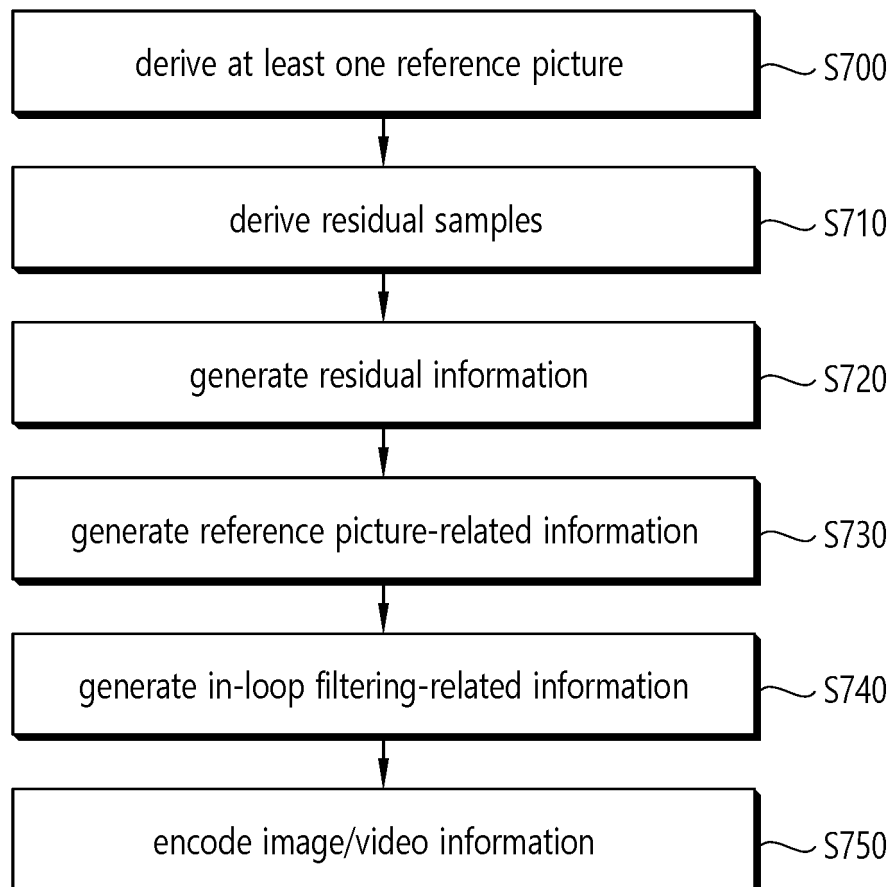 derive at least one reference picture S700
derive residual samples S710
generate residual information S720
generate reference picture-related information S730
generate in-loop filtering-related information S740
encode image/video information S750